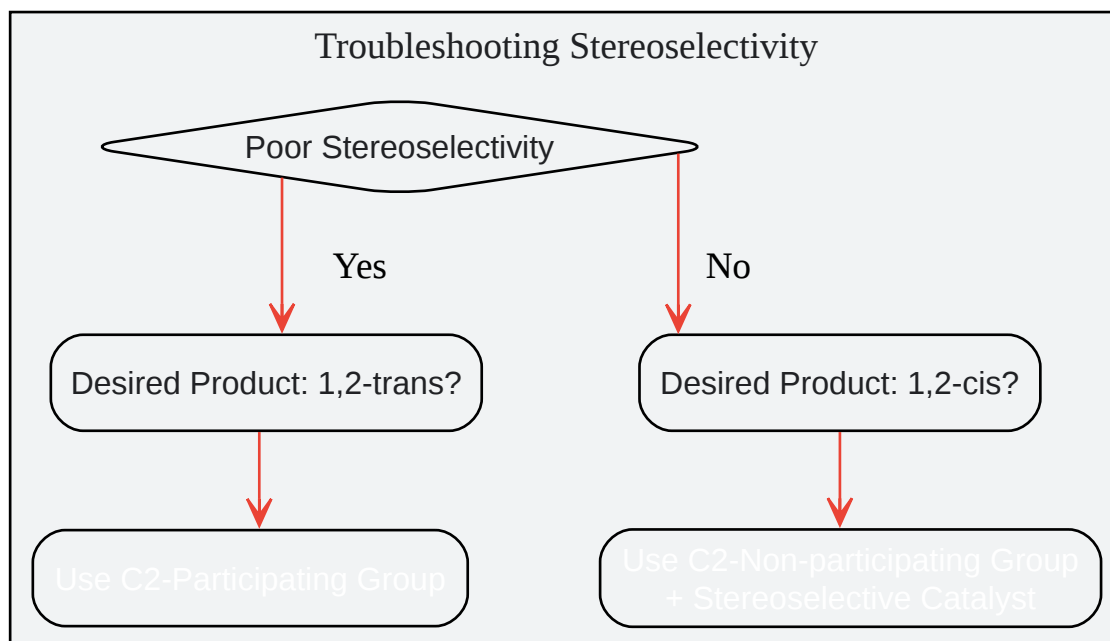 Troubleshooting Stereoselectivity
Poor Stereoselectivity
Yes
No
Desired Product: 1,2-trans?
Desired Product: 1,2-cis?
Use C2-Participating Group
Use C2-Non-participating Group
+ Stereoselective Catalyst